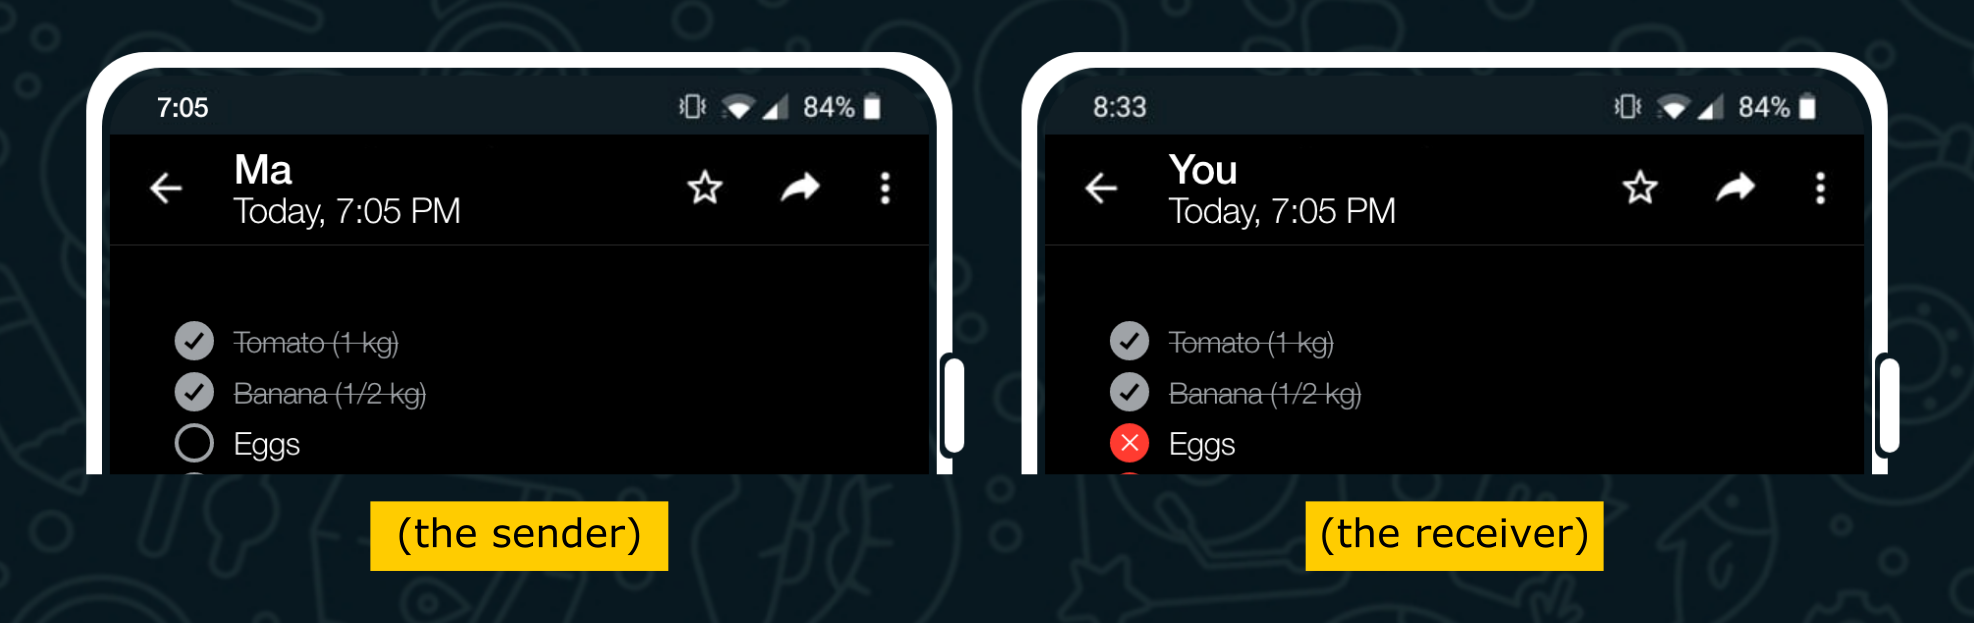 7:05
84%
Ma
Today, 7:05 PM
Tomato (1 kg)
Banana (1/2 kg)
Eggs
(the sender)
8:33
84%
You
Today, 7:05 PM
Tomato (1 kg)
Banana (1/2 kg)
Eggs
(the receiver)